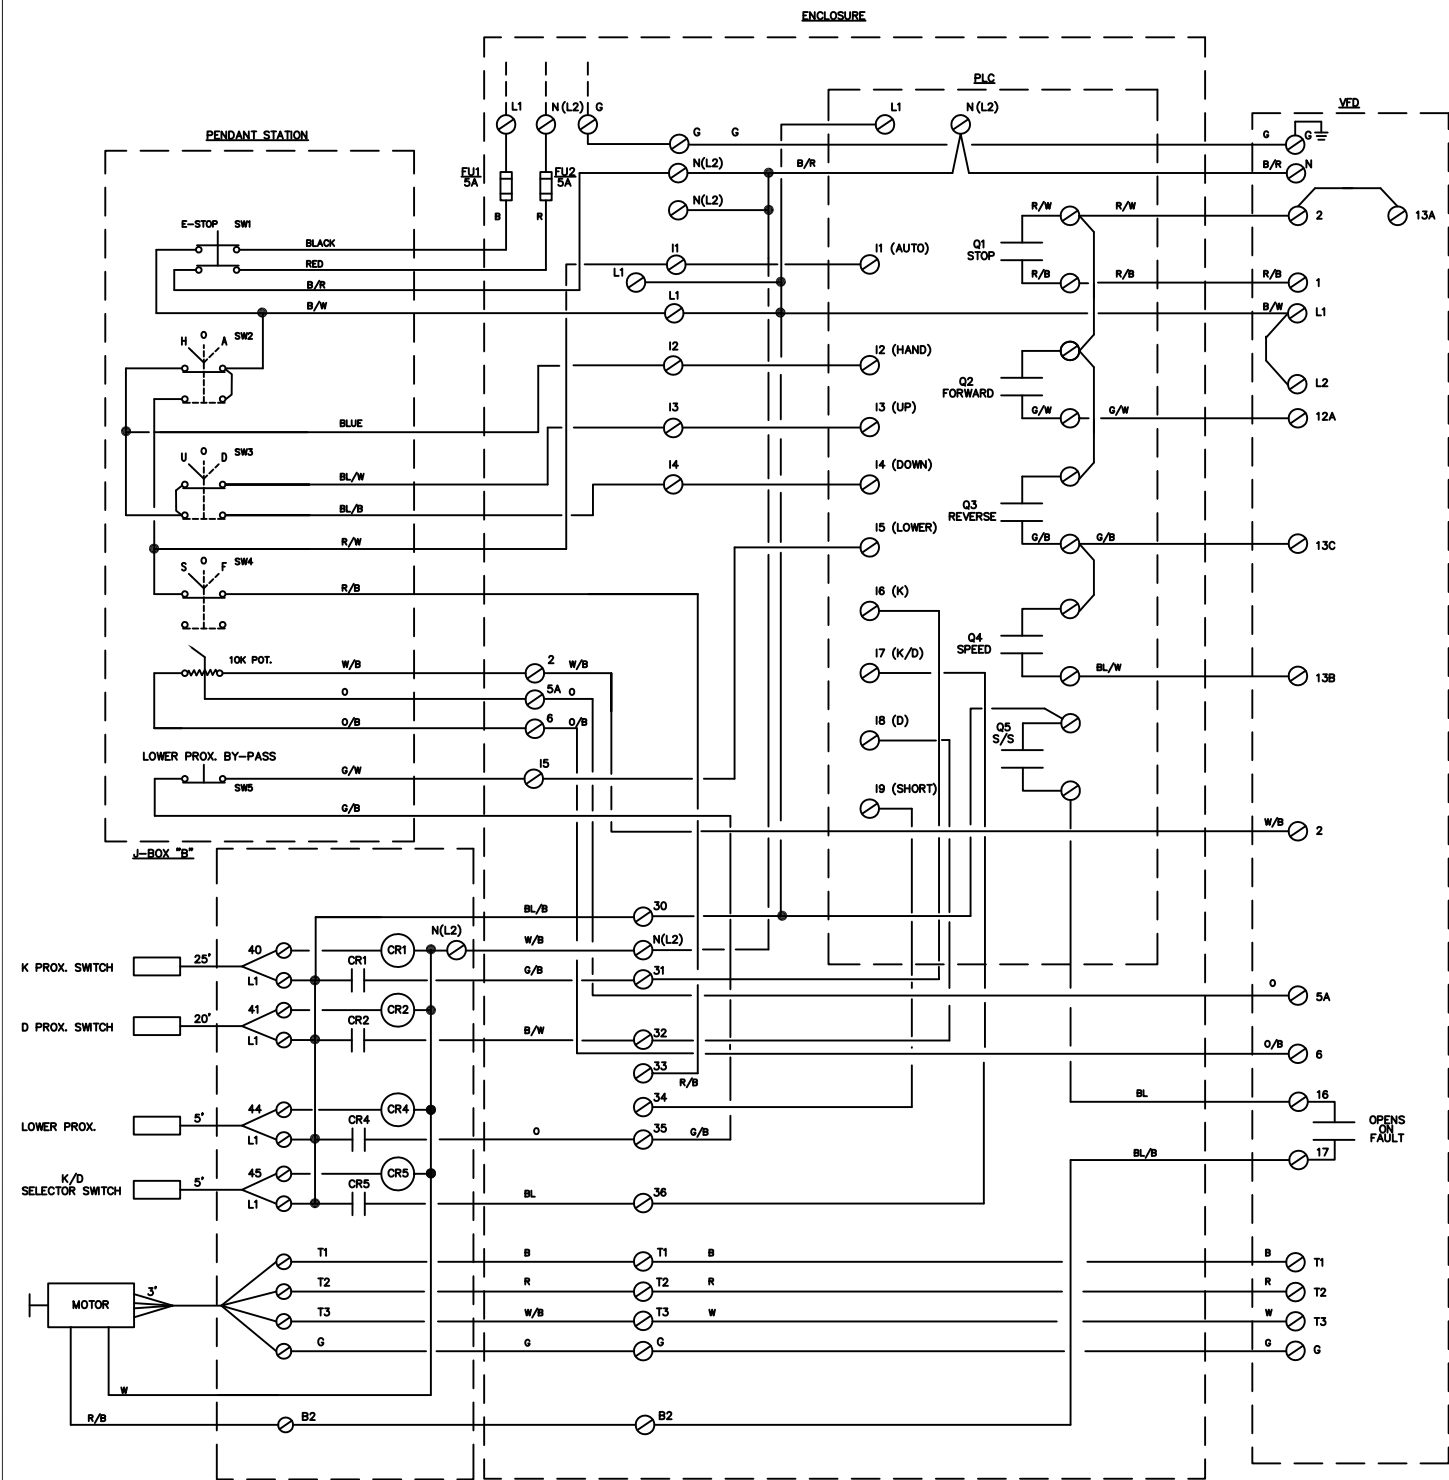 ENCLOSURE
PLC
VFD
PENDANT STATION
L1
N (L2)
G
L1
N (L2)
G
G
G
G
FU1
5A
FU2
5A
N(L2)
B/R
B/R
N
N(L2)
B
R
R/W
R/W
2
13A
E-STOP
SW1
BLACK
RED
B/R
B/W
I1
I1 (AUTO)
Q1
STOP
L1
R/B
R/B
R/B
1
L1
B/W
L1
H
O
A
SW2
I2
I2 (HAND)
Q2
FORWARD
L2
BLUE
I3
I3 (UP)
G/W
G/W
12A
U
O
D
SW3
BL/W
I4
I4 (DOWN)
BL/B
Q3
REVERSE
R/W
I5 (LOWER)
G/B
G/B
13C
S
O
F
SW4
R/B
I6 (K)
Q4
SPEED
10K POT.
W/B
2
W/B
I7 (K/D)
BL/W
13B
O
5A
O
O/B
6
O/B
I8 (D)
Q5
S/S
LOWER PROX. BY-PASS
SW5
G/W
I5
I9 (SHORT)
G/B
W/B
2
J-BOX "B"
BL/B
30
N(L2)
W/B
N(L2)
K PROX. SWITCH
25'
40
L1
CR1
CR1
G/B
31
O
5A
D PROX. SWITCH
20'
41
L1
CR2
CR2
B/W
32
O/B
6
33
R/B
34
BL
16
OPENS
ON
FAULT
17
BL/B
LOWER PROX.
5'
44
L1
CR4
CR4
O
35
G/B
K/D
SELECTOR SWITCH
5'
45
L1
CR5
CR5
BL
36
T1
B
T1
B
B
T1
MOTOR
3'
T2
R
T2
R
R
T2
T3
W/B
T3
W
W
T3
G
G
G
G
G
W
R/B
B2
B2